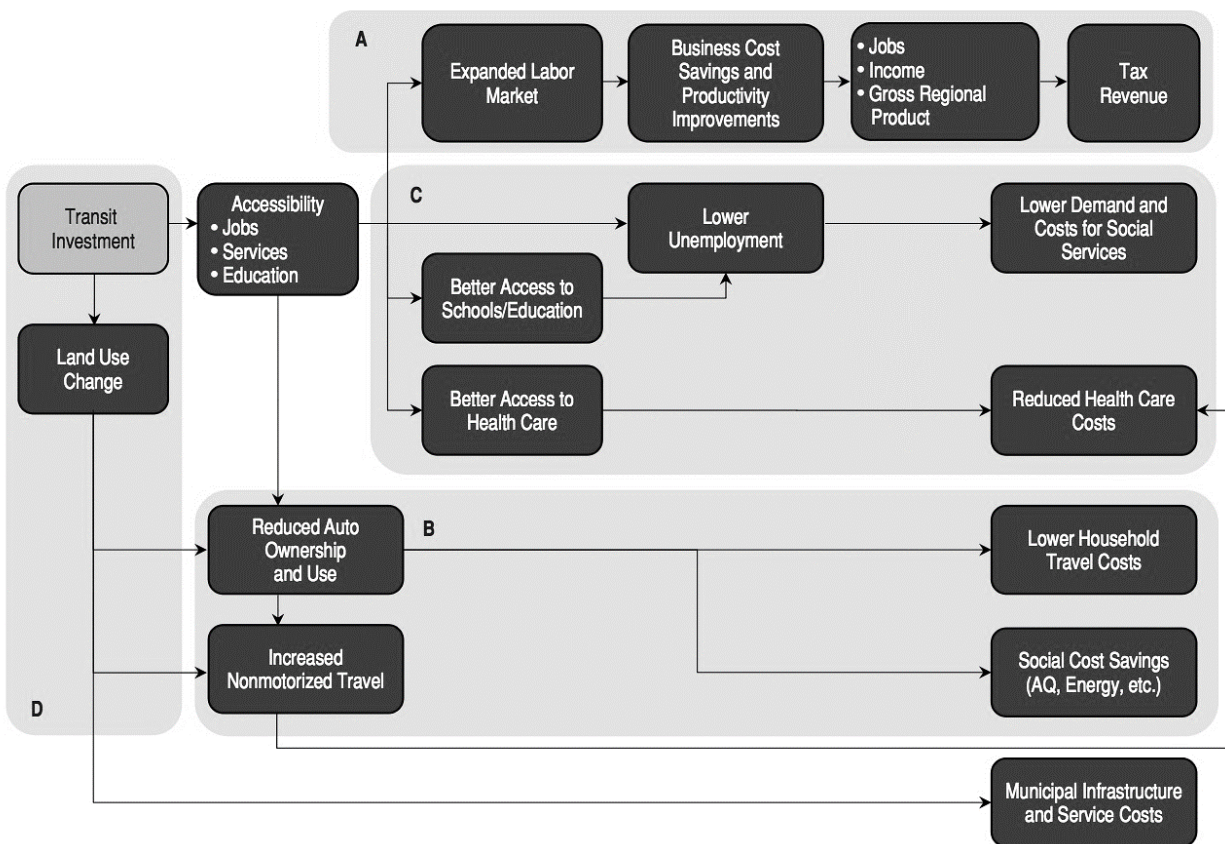 A
Expanded Labor
Market
Business Cost
Savings and
Productivity
Improvements
• Jobs
• Income
• Gross Regional
Product
Tax
Revenue
Transit
Investment
Accessibility
• Jobs
• Services
• Education
C
Lower
Unemployment
Lower Demand and
Costs for Social
Services
Better Access to
Schools/Education
Land Use
Change
Better Access to
Health Care
Reduced Health Care
Costs
Reduced Auto
Ownership
and Use
B
Lower Household
Travel Costs
Increased
Nonmotorized Travel
Social Cost Savings
(AQ, Energy, etc.)
D
Municipal Infrastructure
and Service Costs